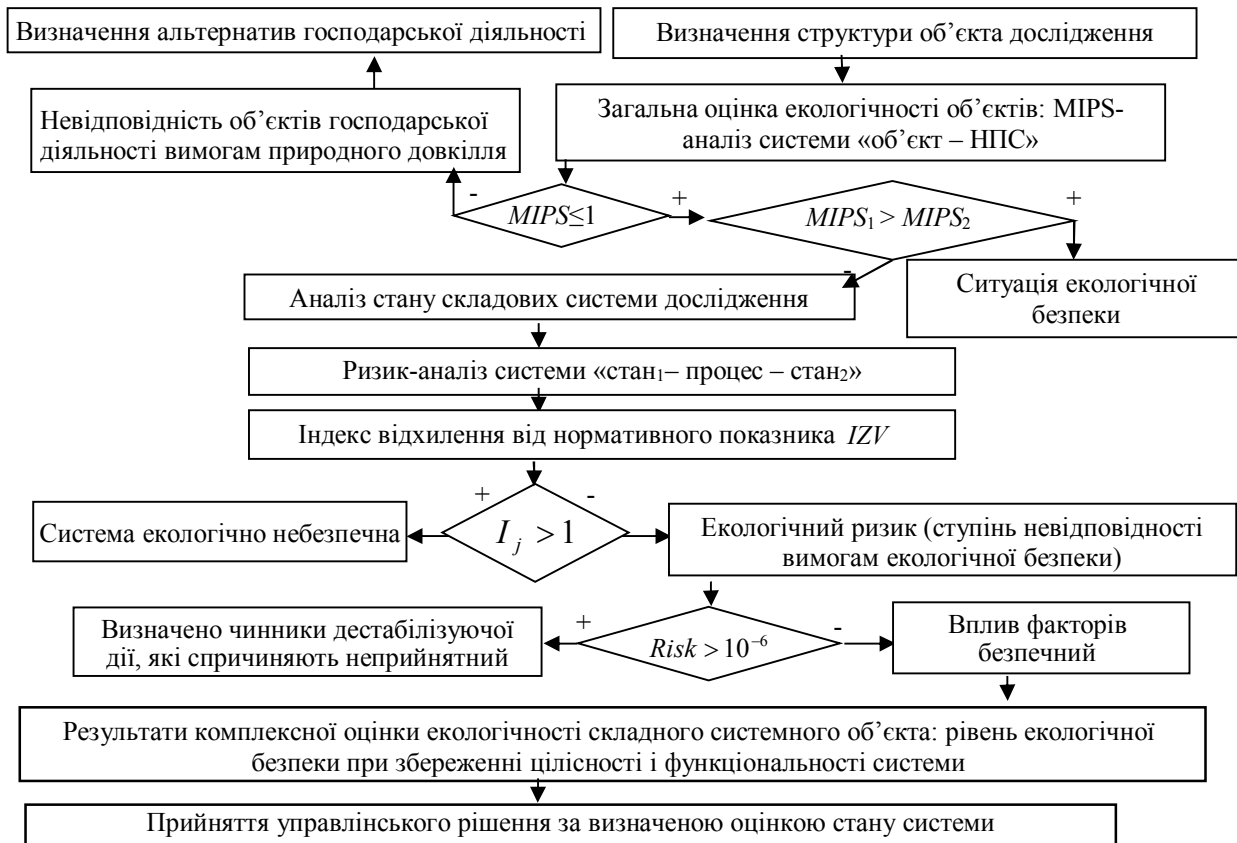 Визначення альтернатив господарської діяльності
Визначення структури об’єкта дослідження
Невідповідність об’єктів господарської
діяльності вимогам природного довкілля
Загальна оцінка екологічності об’єктів: MIPS-
аналіз системи «об’єкт – НПС»
-
MIPS≤1
+
MIPS₁ > MIPS₂
+
-
Аналіз стану складових системи дослідження
Ситуація екологічної
безпеки
Ризик-аналіз системи «стан₁– процес – стан₂»
Індекс відхилення від нормативного показника IZV
+
-
Система екологічно небезпечна
I_j > 1
Екологічний ризик (ступінь невідповідності
вимогам екологічної безпеки)
Визначено чинники дестабілізуючої
дії, які спричиняють неприйнятний
+
Risk > 10⁻⁶
-
Вплив факторів
безпечний
Результати комплексної оцінки екологічності складного системного об’єкта: рівень екологічної
безпеки при збереженні цілісності і функціональності системи
Прийняття управлінського рішення за визначеною оцінкою стану системи